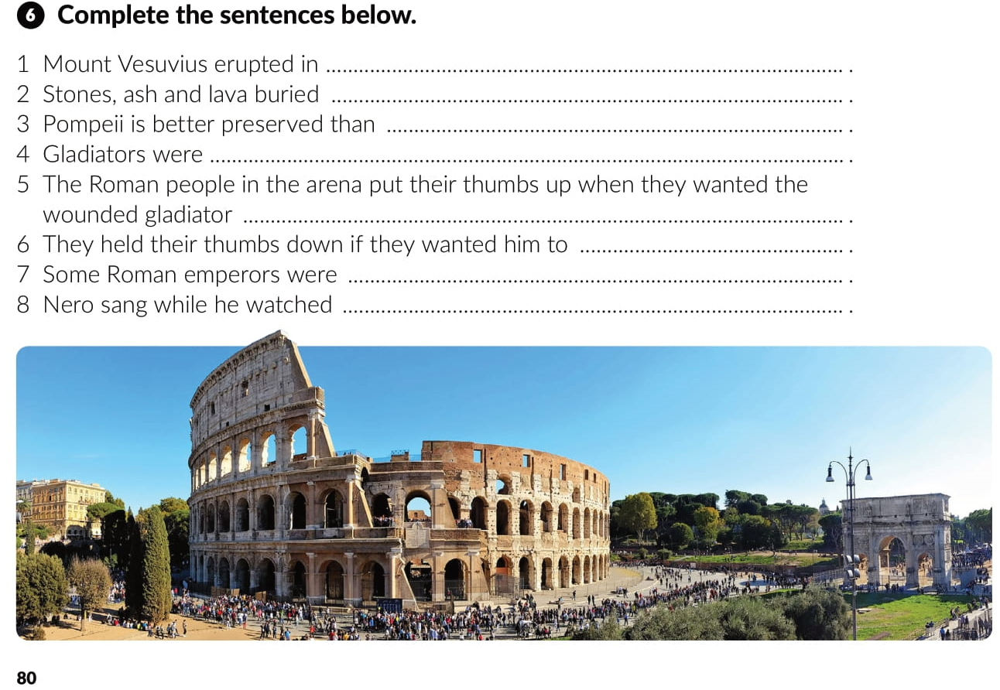 6 Complete the sentences below.
1 Mount Vesuvius erupted in ........................................ .
2 Stones, ash and lava buried ........................................ .
3 Pompeii is better preserved than ........................................ .
4 Gladiators were ........................................ .
5 The Roman people in the arena put their thumbs up when they wanted the
wounded gladiator ........................................ .
6 They held their thumbs down if they wanted him to ........................................ .
7 Some Roman emperors were ........................................ .
8 Nero sang while he watched ........................................ .
80